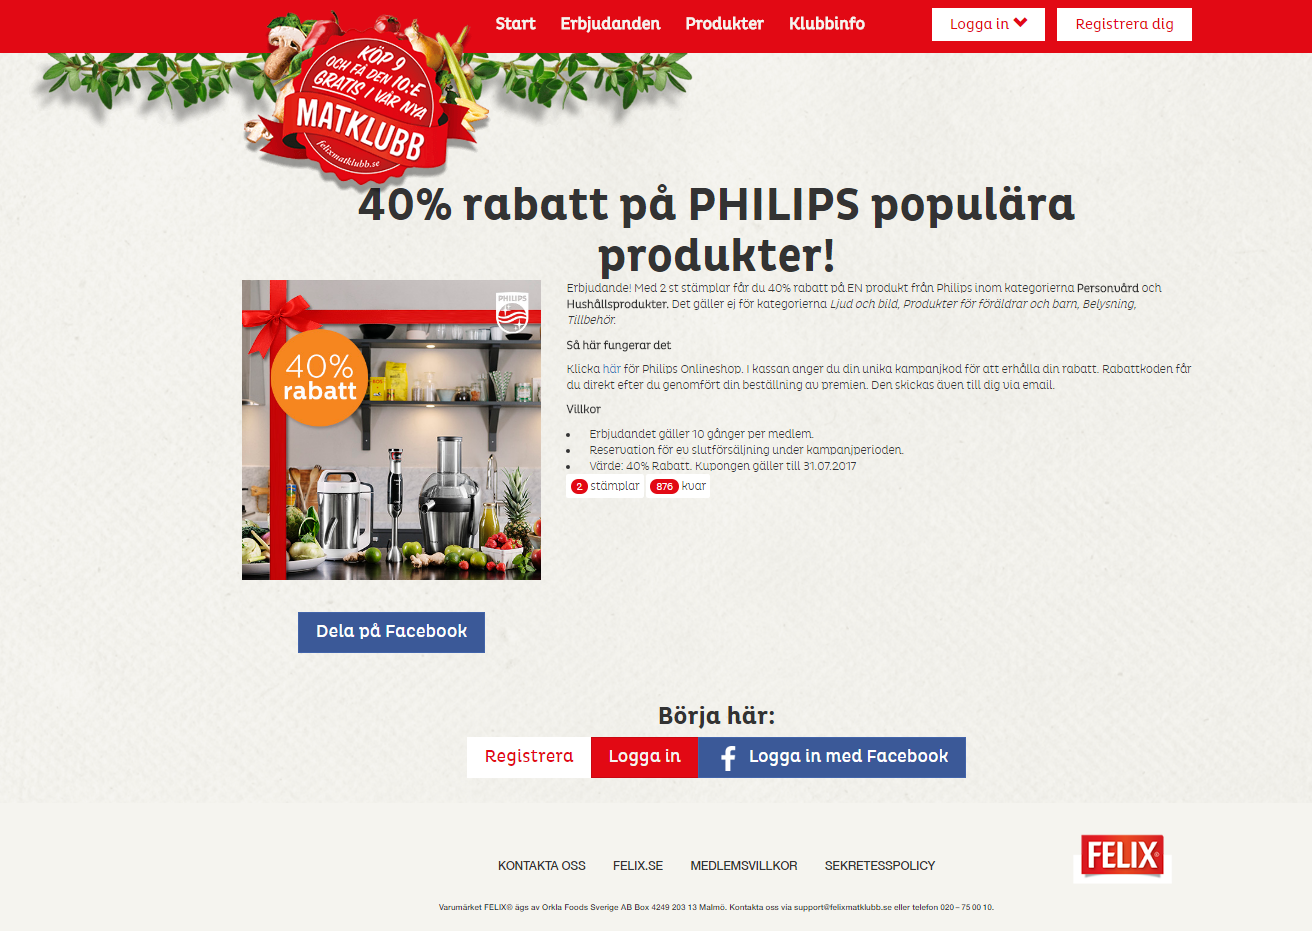 Start Erbjudanden Produkter Klubbinfo Logga in Registrera dig
KÖP 9
OCH FÅ DEN 10:E
GRATIS I VÅR NYA
MATKLUBB
felixmatklubb.se
40% rabatt på PHILIPS populära
produkter!
PHILIPS
40%
rabatt
Erbjudande! Med 2 st stämplar får du 40% rabatt på EN produkt från Philips inom kategorierna Personvård och
Hushållsprodukter. Det gäller ej för kategorierna Ljud och bild, Produkter för föräldrar och barn, Belysning,
Tillbehör.
Så här fungerar det
Klicka här för Philips Onlineshop. I kassan anger du din unika kampanjkod för att erhålla din rabatt. Rabattkoden får
du direkt efter du genomfört din beställning av premien. Den skickas även till dig via email.
Villkor
• Erbjudandet gäller 10 gånger per medlem.
• Reservation för ev slutförsäljning under kampanjperioden.
• Värde: 40% Rabatt. Kupongen gäller till 31.07.2017
2 stämplar 876 kvar
Dela på Facebook
Börja här:
Registrera Logga in f Logga in med Facebook
KONTAKTA OSS FELIX.SE MEDLEMSVILLKOR SEKRETESSPOLICY
FELIX®
Varumärket FELIX© ägs av Orkla Foods Sverige AB Box 4249 203 13 Malmö. Kontakta oss via support@felixmatklubb.se eller telefon 020 – 75 00 10.